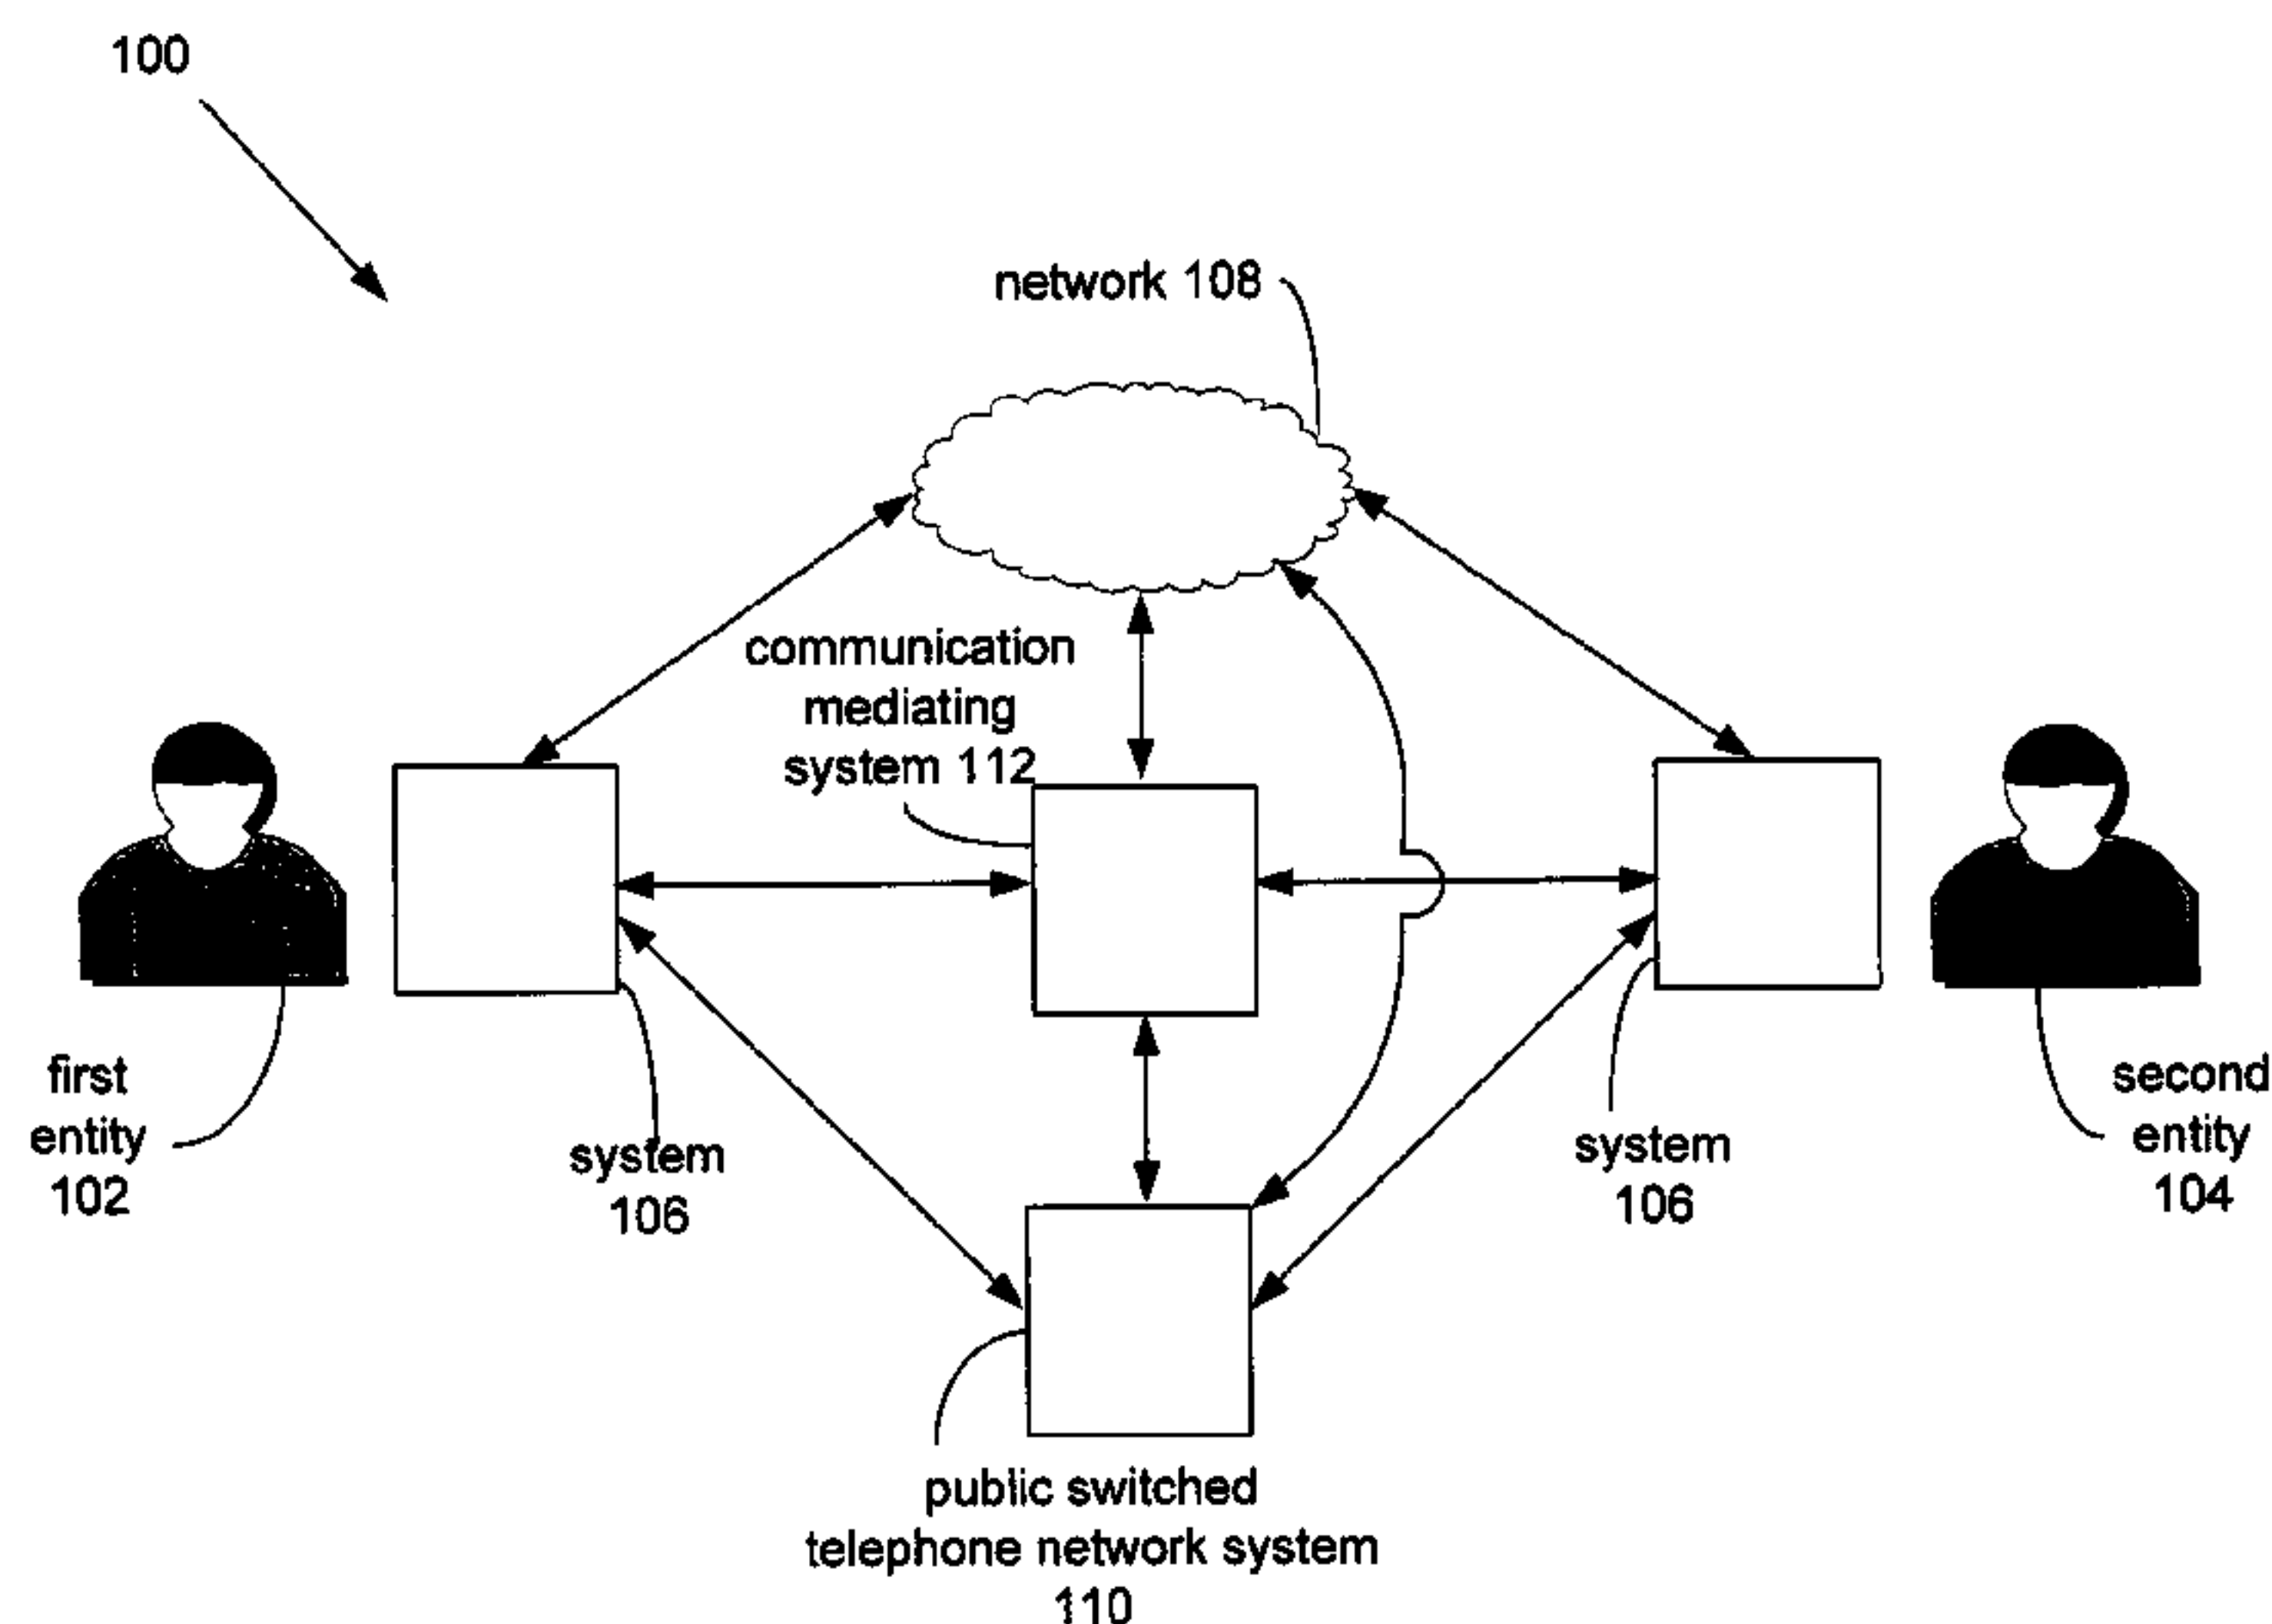 100
network 108
communication
mediating
system 112
first
entity
102
system
106
system
106
second
entity
104
public switched
telephone network system
110